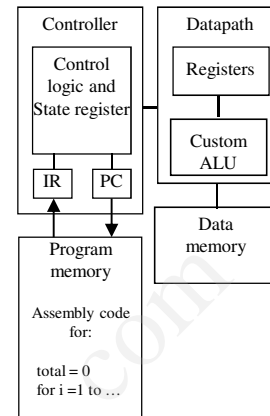 Controller
Control
logic and
State register
IR
PC
Datapath
Registers
Custom
ALU
Data
memory
Program
memory
Assembly code
for:
total = 0
for i =1 to …
com